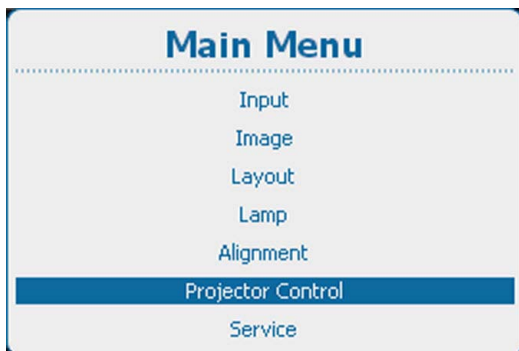 Main Menu
Input
Image
Layout
Lamp
Alignment
Projector Control
Service